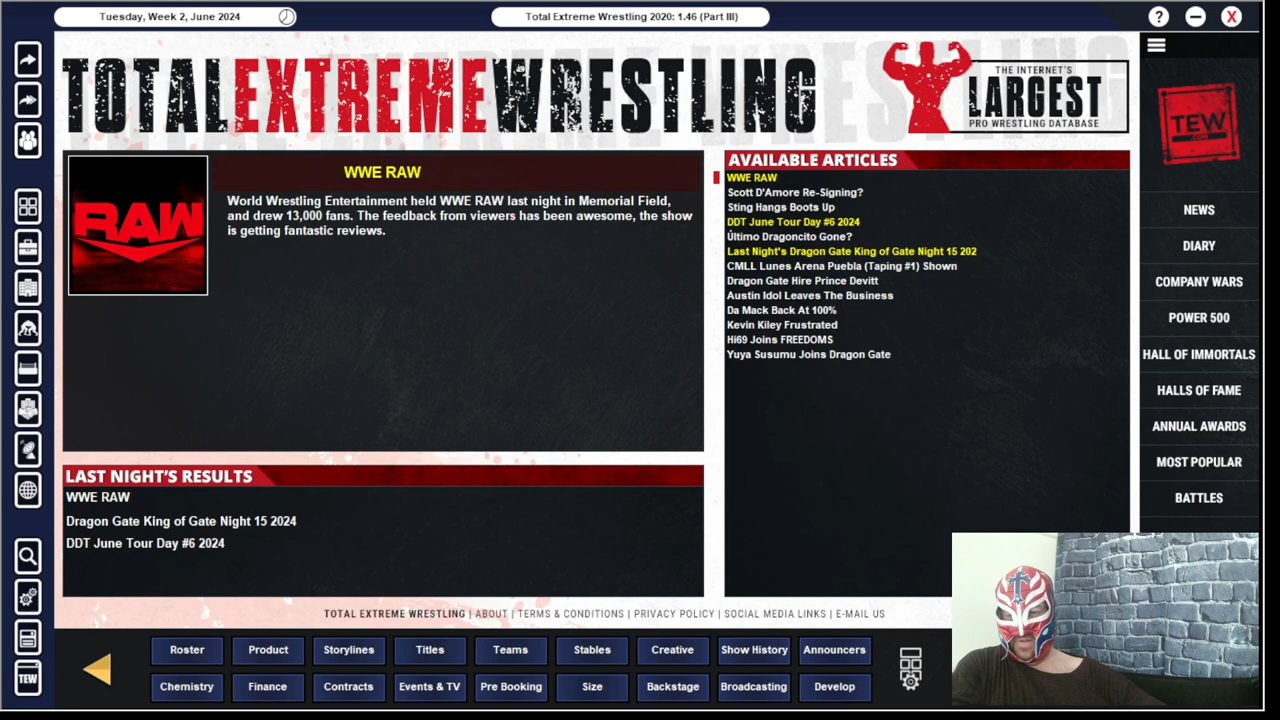 Tuesday, Week 2, June 2024
Total Extreme Wrestling 2020: 1.46 (Part III)
?
X
TOTALEXTREMEWRESTLING
THE INTERNET'S
LARGEST
PRO WRESTLING DATABASE
TEW
.COM
RAW
WWE RAW
World Wrestling Entertainment held WWE RAW last night in Memorial Field,
and drew 13,000 fans. The feedback from viewers has been awesome, the show
is getting fantastic reviews.
AVAILABLE ARTICLES
WWE RAW
Scott D'Amore Re-Signing?
Sting Hangs Boots Up
DDT June Tour Day #6 2024
Último Dragoncito Gone?
Last Night's Dragon Gate King of Gate Night 15 202
CMLL Lunes Arena Puebla (Taping #1) Shown
Dragon Gate Hire Prince Devitt
Austin Idol Leaves The Business
Da Mack Back At 100%
Kevin Kiley Frustrated
Hi69 Joins FREEDOMS
Yuya Susumu Joins Dragon Gate
NEWS
DIARY
COMPANY WARS
POWER 500
HALL OF IMMORTALS
HALLS OF FAME
ANNUAL AWARDS
MOST POPULAR
BATTLES
LAST NIGHT'S RESULTS
WWE RAW
Dragon Gate King of Gate Night 15 2024
DDT June Tour Day #6 2024
TOTAL EXTREME WRESTLING | ABOUT | TERMS & CONDITIONS | PRIVACY POLICY | SOCIAL MEDIA LINKS | E-MAIL US
Roster
Product
Storylines
Titles
Teams
Stables
Creative
Show History
Announcers
Chemistry
Finance
Contracts
Events & TV
Pre Booking
Size
Backstage
Broadcasting
Develop
TEW